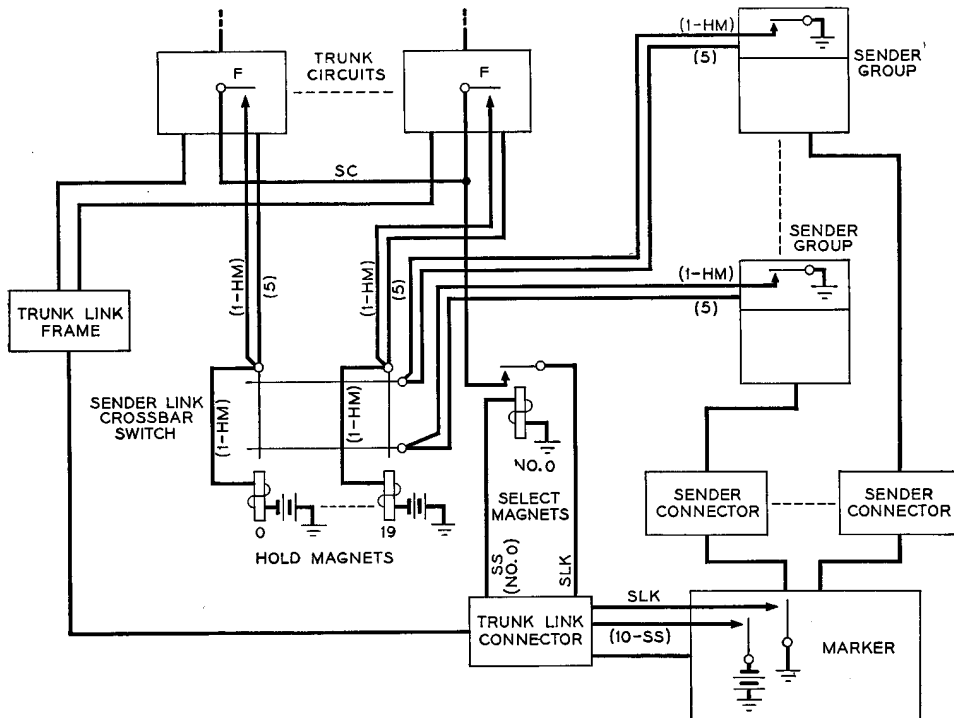 (1-HM)
(5)
SENDER
GROUP
TRUNK
CIRCUITS
F
F
SC
SENDER
GROUP
(1-HM)
(5)
(1-HM)
(5)
(1-HM)
(5)
TRUNK LINK
FRAME
SENDER LINK
CROSSBAR
SWITCH
(1-HM)
(1-HM)
NO.0
SELECT
MAGNETS
0
19
HOLD MAGNETS
SS
(NO.0)
SLK
SENDER
CONNECTOR
SENDER
CONNECTOR
TRUNK LINK
CONNECTOR
SLK
(10-SS)
MARKER